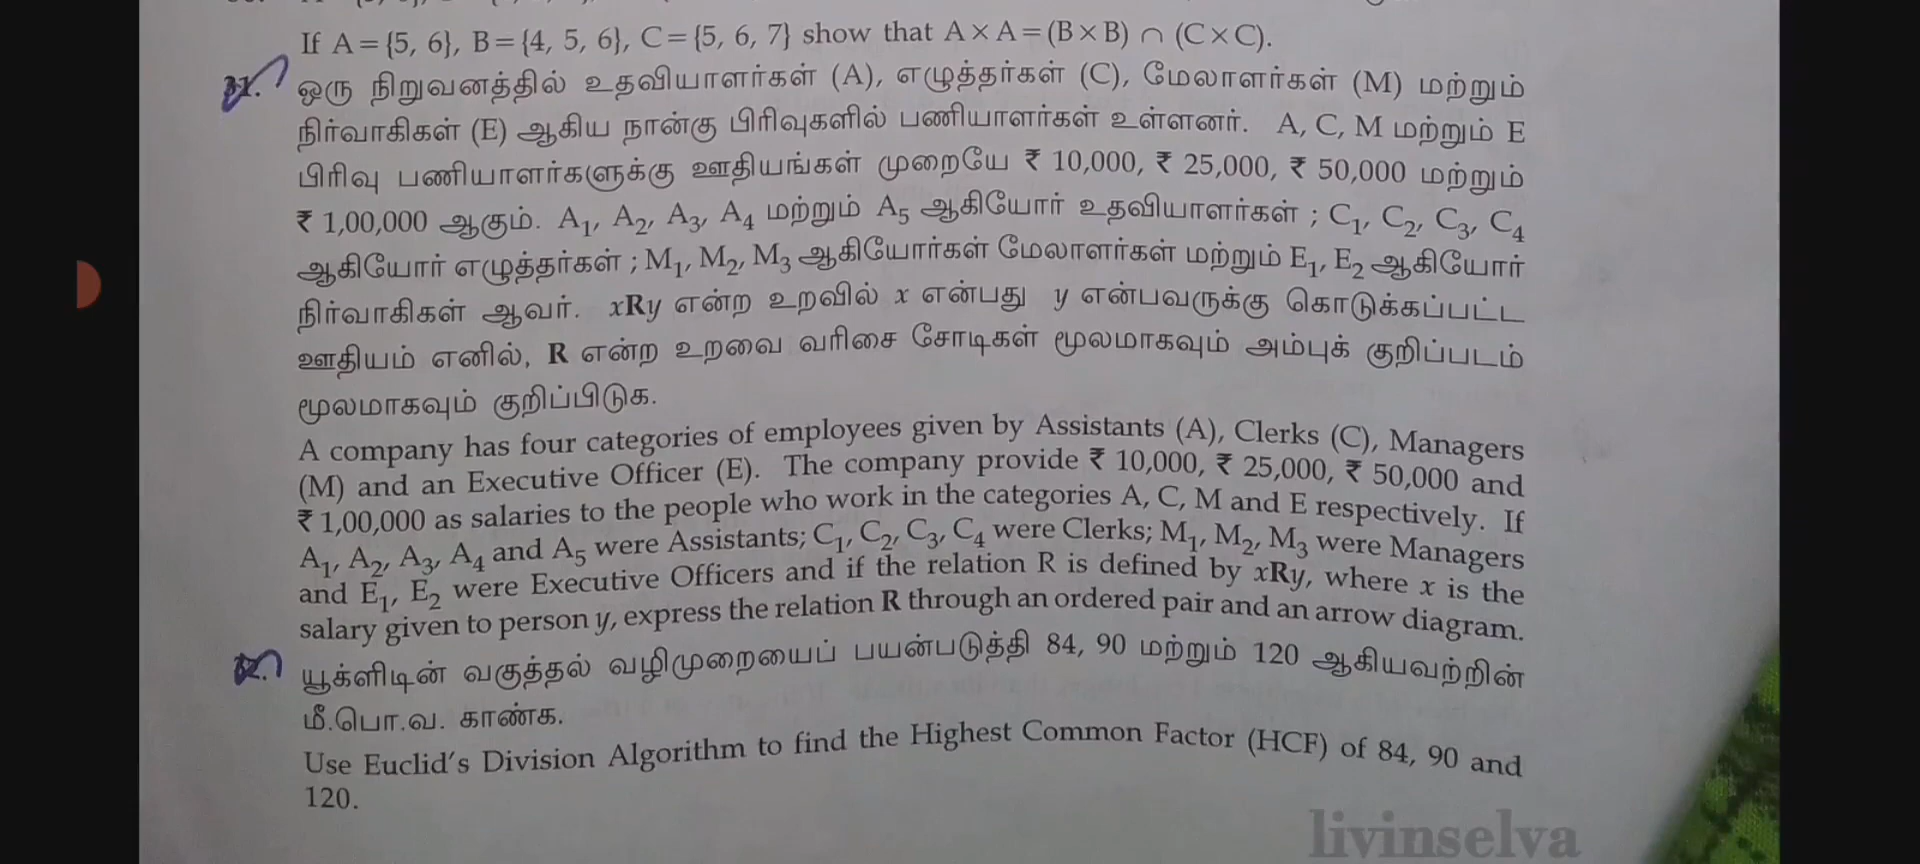 If A = {5, 6}, B = {4, 5, 6}, C = {5, 6, 7} show that A × A = (B × B) ∩ (C × C).
31. ஒரு நிறுவனத்தில் உதவியாளர்கள் (A), எழுத்தர்கள் (C), மேலாளர்கள் (M) மற்றும்
நிர்வாகிகள் (E) ஆகிய நான்கு பிரிவுகளில் பணியாளர்கள் உள்ளனர். A, C, M மற்றும் E
பிரிவு பணியாளர்களுக்கு ஊதியங்கள் முறையே ₹ 10,000, ₹ 25,000, ₹ 50,000 மற்றும்
₹ 1,00,000 ஆகும். A₁, A₂, A₃, A₄ மற்றும் A₅ ஆகியோர் உதவியாளர்கள் ; C₁, C₂, C₃, C₄
ஆகியோர் எழுத்தர்கள் ; M₁, M₂, M₃ ஆகியோர்கள் மேலாளர்கள் மற்றும் E₁, E₂ ஆகியோர்
நிர்வாகிகள் ஆவர். xRy என்ற உறவில் x என்பது y என்பவருக்கு கொடுக்கப்பட்ட
ஊதியம் எனில், R என்ற உறவை வரிசை சோடிகள் மூலமாகவும் அம்புக் குறிப்படம்
மூலமாகவும் குறிப்பிடுக.
A company has four categories of employees given by Assistants (A), Clerks (C), Managers
(M) and an Executive Officer (E). The company provide ₹ 10,000, ₹ 25,000, ₹ 50,000 and
₹ 1,00,000 as salaries to the people who work in the categories A, C, M and E respectively. If
A₁, A₂, A₃, A₄ and A₅ were Assistants; C₁, C₂, C₃, C₄ were Clerks; M₁, M₂, M₃ were Managers
and E₁, E₂ were Executive Officers and if the relation R is defined by xRy, where x is the
salary given to person y, express the relation R through an ordered pair and an arrow diagram.
32. யூக்ளிடின் வகுத்தல் வழிமுறையைப் பயன்படுத்தி 84, 90 மற்றும் 120 ஆகியவற்றின்
மீ.பொ.வ. காண்க.
Use Euclid's Division Algorithm to find the Highest Common Factor (HCF) of 84, 90 and
120.
livinselva